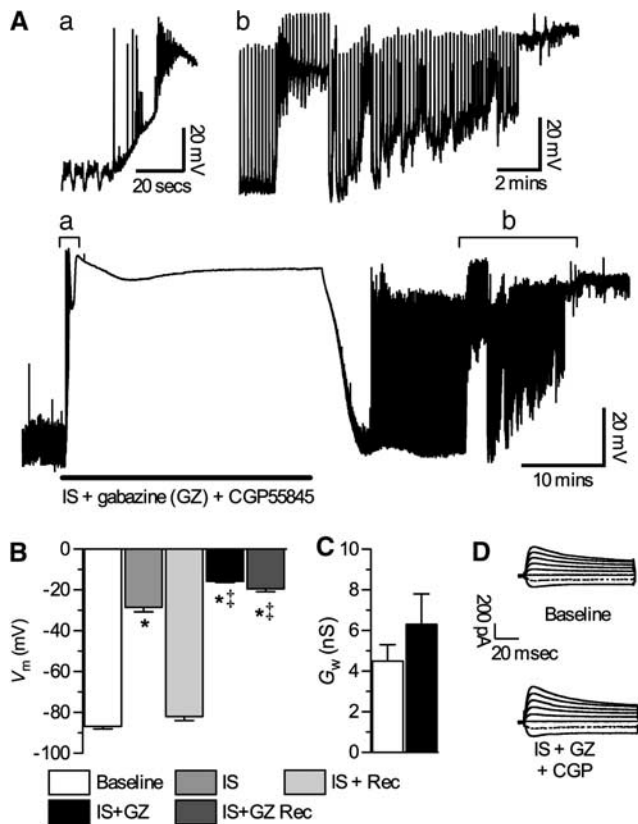 A
a
b
20 mV
20 secs
20 mV
2 mins
a
b
20 mV
10 mins
IS + gabazine (GZ) + CGP55845
B
0
-20
-40
-60
-80
-100
Vm (mV)
*
*‡
*‡
C
10
8
6
4
2
0
Gw (nS)
D
200 pA
20 msec
Baseline
IS + GZ
+ CGP
Baseline
IS
IS + Rec
IS+GZ
IS+GZ Rec